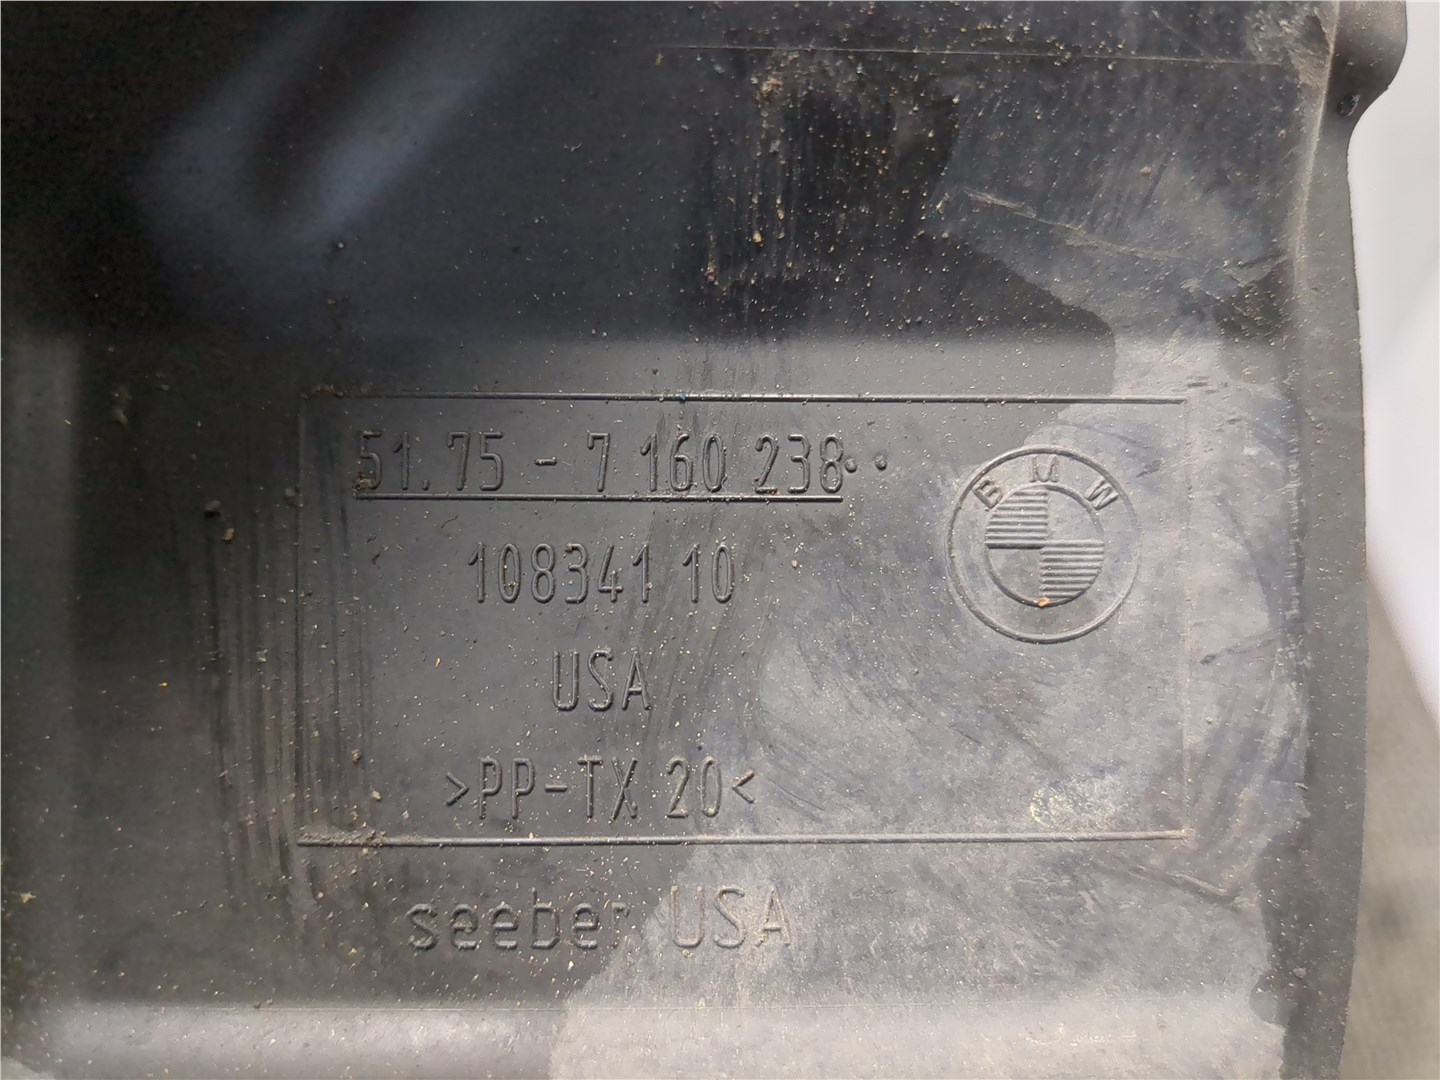 51.75 - 7 160 238..
BMW
108341 10
USA
>PP-TX 20<
seeber USA